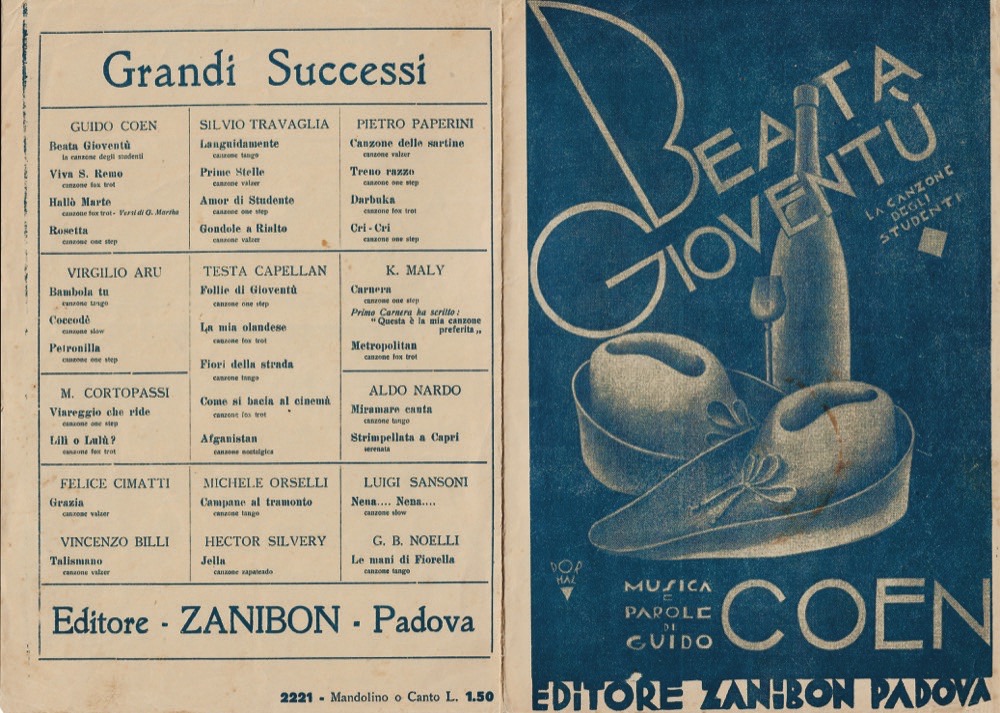 Grandi Successi
GUIDO COEN
Beata Gioventù
la canzone degli studenti
Viva S. Remo
canzone fox trot
Hallò Marte
canzone fox trot - Versi di G. Martha
Rosetta
canzone one step
SILVIO TRAVAGLIA
Languidamente
canzone tango
Prime Stelle
canzone valzer
Amor di Studente
canzone one step
Gondole a Rialto
canzone valzer
PIETRO PAPERINI
Canzone delle sartine
canzone valzer
Treno razzo
canzone one step
Darbuka
canzone fox trot
Cri - Cri
canzone one step
VIRGILIO ARU
Bambola tu
canzone tango
Coccodè
canzone slow
Petronilla
canzone one step
TESTA CAPELLAN
Follie di Gioventù
canzone one step
La mia olandese
canzone fox trot
Fiori della strada
canzone tango
Come si bacia al cinemà
canzone fox trot
Afganistan
canzone nostalgica
K. MALY
Carnera
canzone one step
Primo Carnera ha scritto :
" Questa è la mia canzone
preferita „
Metropolitan
canzone fox trot
M. CORTOPASSI
Viareggio che ride
canzone one step
Lilì o Lulù?
canzone fox trot
ALDO NARDO
Miramare canta
canzone tango
Strimpellata a Capri
serenata
FELICE CIMATTI
Grazia
canzone valzer
MICHELE ORSELLI
Campane al tramonto
canzone tango
LUIGI SANSONI
Nena.... Nena....
canzone slow
VINCENZO BILLI
Talismano
canzone valzer
HECTOR SILVERY
Jella
canzone zapateado
G. B. NOELLI
Le mani di Fiorella
canzone tango
Editore - ZANIBON - Padova
2221 - Mandolino o Canto L. 1.50
BEATA
GIOVENTÙ
LA CANZONE
DEGLI
STUDENTI
DOR
HAL
MUSICA
E
PAROLE
DI
GUIDO
COEN
EDITORE ZANIBON PADOVA